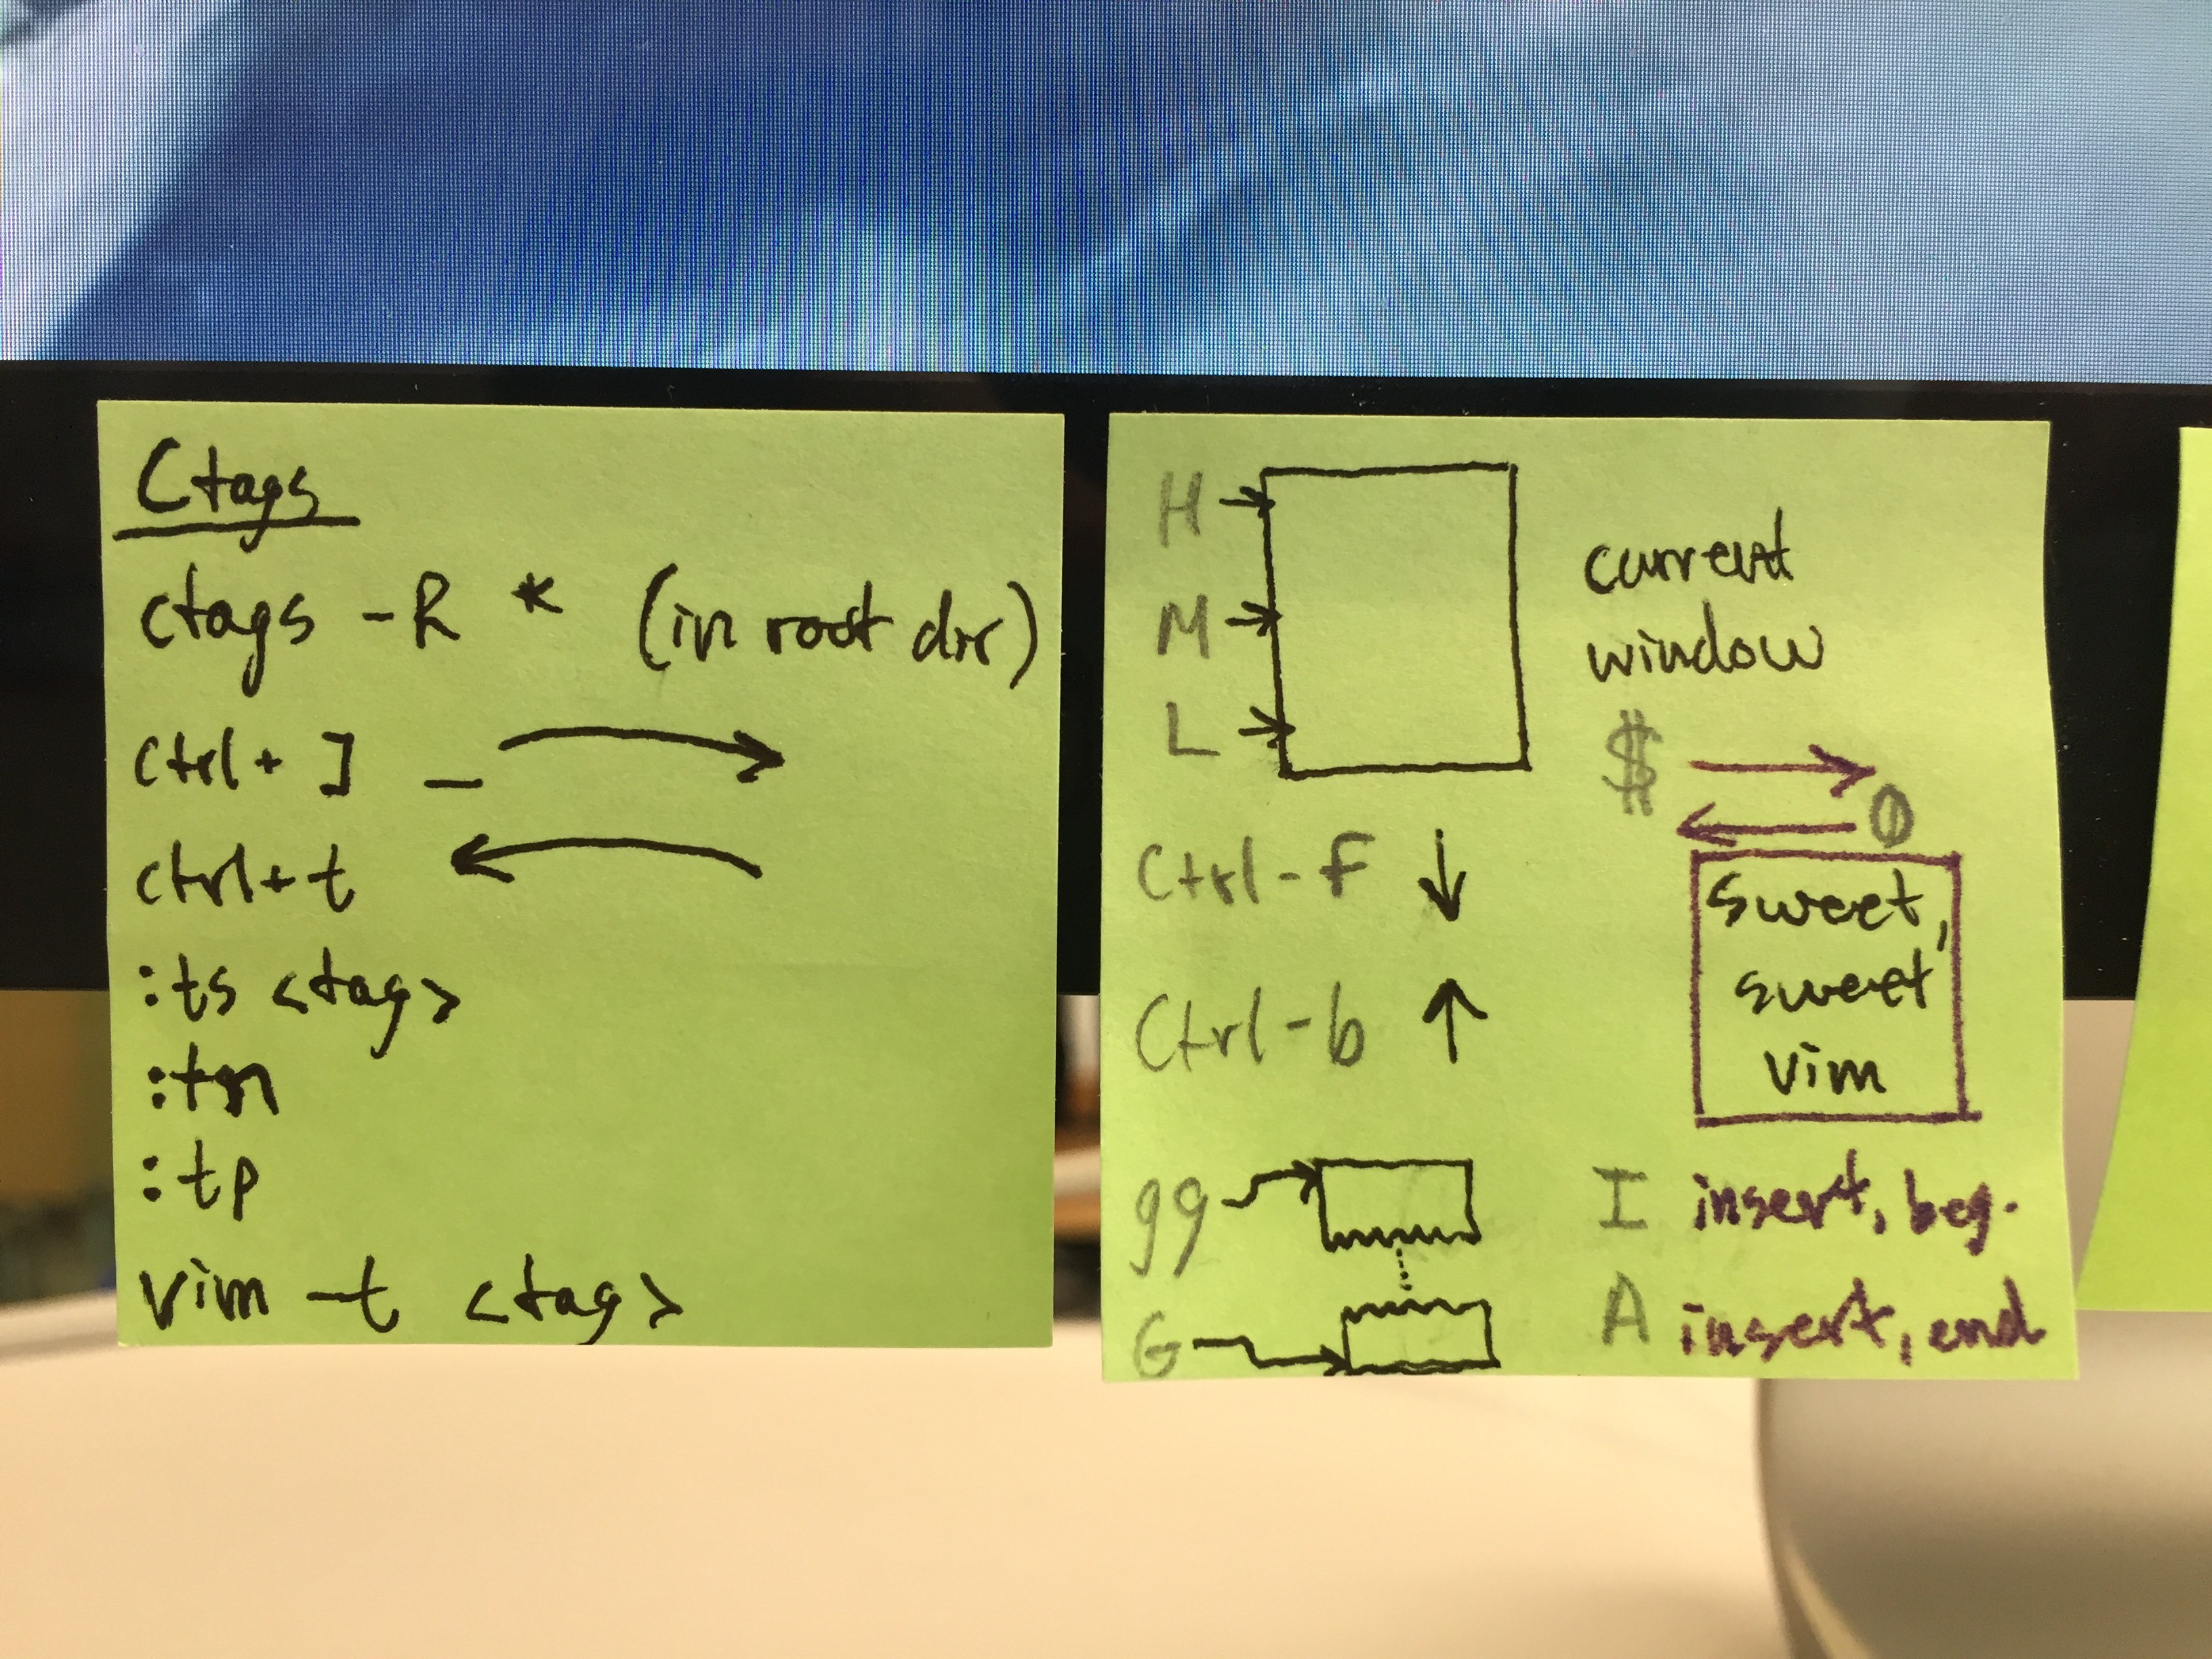 Ctags
ctags -R * (in root dir)
Ctrl+ ] _
ctrl+t
:ts <tag>
:tn
:tp
vim -t <tag>
H
M
L
current
window
$
0
Ctrl-f
Ctrl-b
sweet,
sweet
vim
gg
G
I insert, beg.
A insert, end